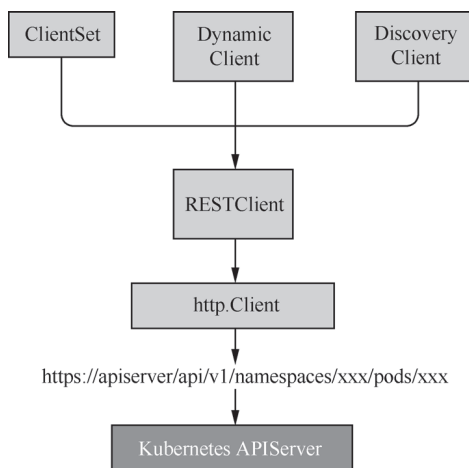 ClientSet
Dynamic
Client
Discovery
Client
RESTClient
http.Client
https://apiserver/api/v1/namespaces/xxx/pods/xxx
Kubernetes APIServer